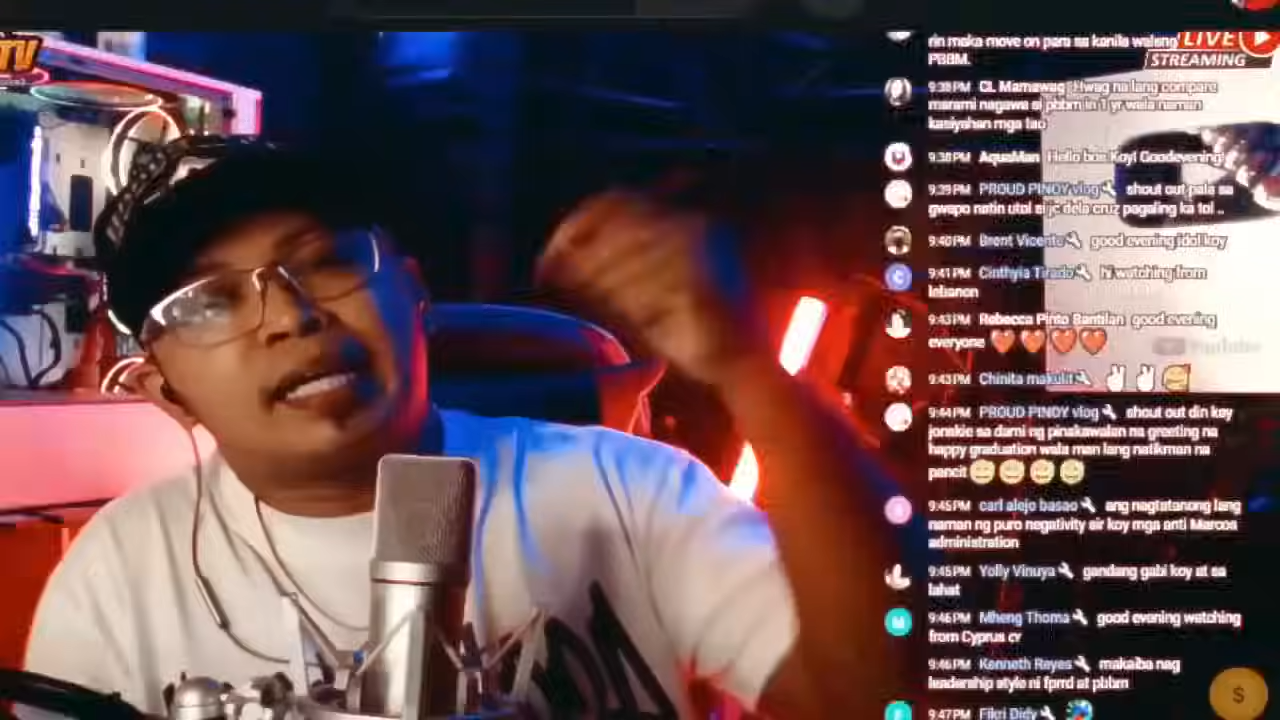 TV
LIVE
STREAMING
rin maka move on para sa kanila walang
PBBM.
9:38 PM CL Mamawag Hwag na lang compare
marami nagawa si pbbm in 1 yr wala naman
kasiyahan mga tao
9:38 PM AquaMan Hello bos Koy! Goodevening!
9:39 PM PROUD PINOY vlog shout out pala sa
gwapo natin utol si jc dela cruz pagaling ka tol ..
9:40 PM Brent Vicente good evening idol koy
9:41 PM Cinthyia Tirado hi watching from
lebanon
9:43 PM Rebecca Pinto Bantilan good evening
everyone
YouTube
9:43 PM Chinita makulit
9:44 PM PROUD PINOY vlog shout out din kay
jonskie sa dami ng pinakawalan na greeting na
happy graduation wala man lang natikman na
pancit
9:45 PM carl alejo basao ang nagtatanong lang
naman ng puro negativity sir koy mga anti Marcos
administration
9:45 PM Yolly Vinuya gandang gabi koy at sa
lahat
9:46 PM Mheng Thoma good evening watching
from Cyprus cy
9:46 PM Kenneth Reyes makaiba nag
leadership style ni fprrd at pbbm
9:47 PM Fikri Didy